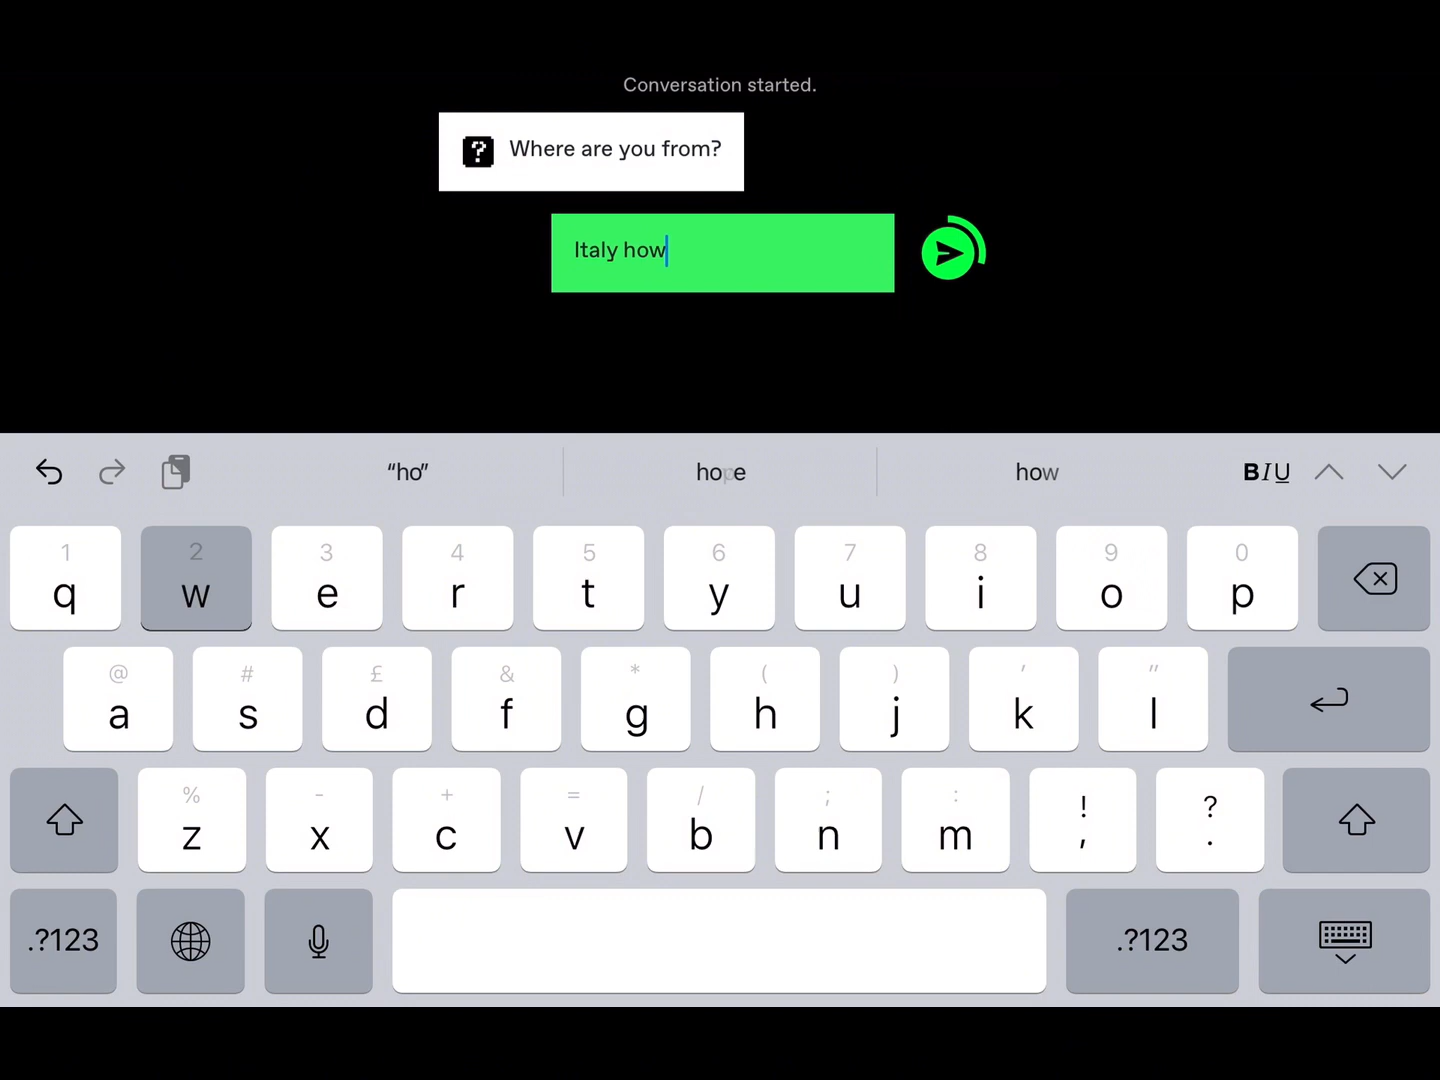 Conversation started.
? Where are you from?
Italy how
“ho” hope how BIU
1 2 3 4 5 6 7 8 9 0
q w e r t y u i o p
@ # £ & * ( ) ' "
a s d f g h j k l
% - + = / ; : ! ?
z x c v b n m , .
.?123 .?123